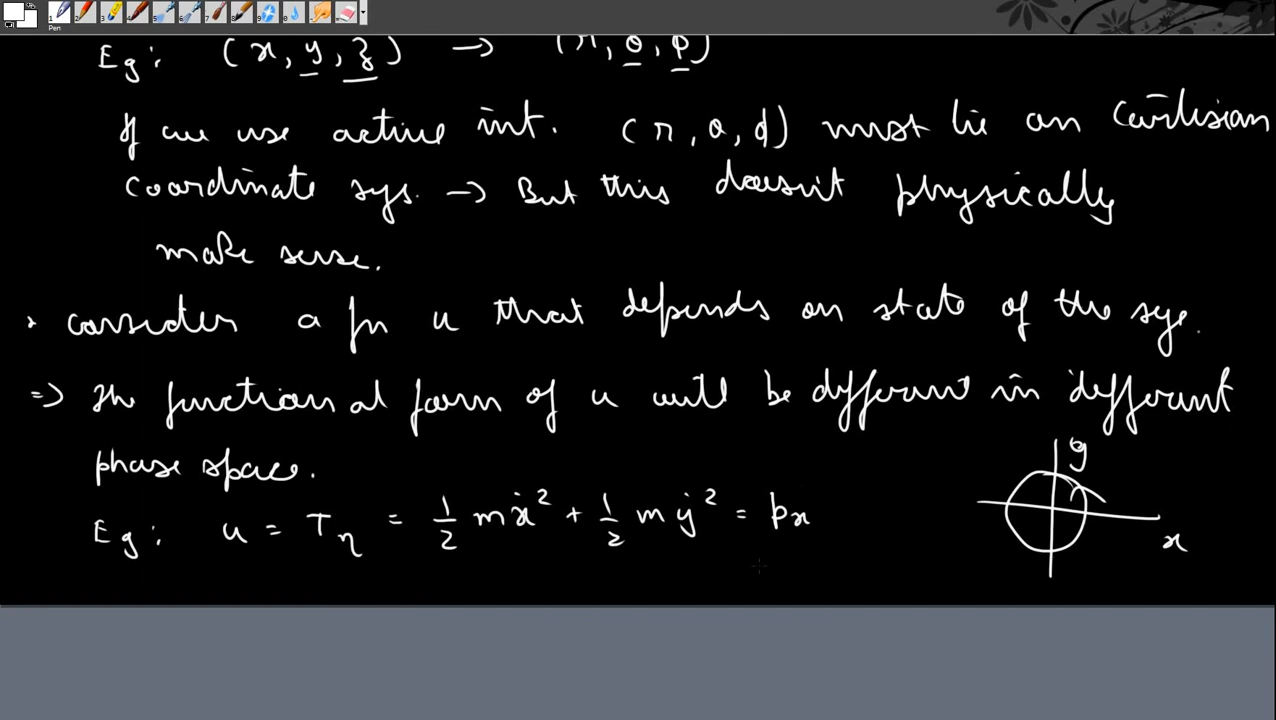 Pen
Eg: (x, y, z) → (r, θ, φ)
If we use active int. (r, θ, φ) must lie on Cartesian
coordinate sys. → But this doesn't physically
make sense.
• consider a fn u that depends on state of the sys.
⇒ The functional form of u will be different in different
phase space.
y
Eg: u = T_η = 1/2 mẋ² + 1/2 mẏ² = px
x